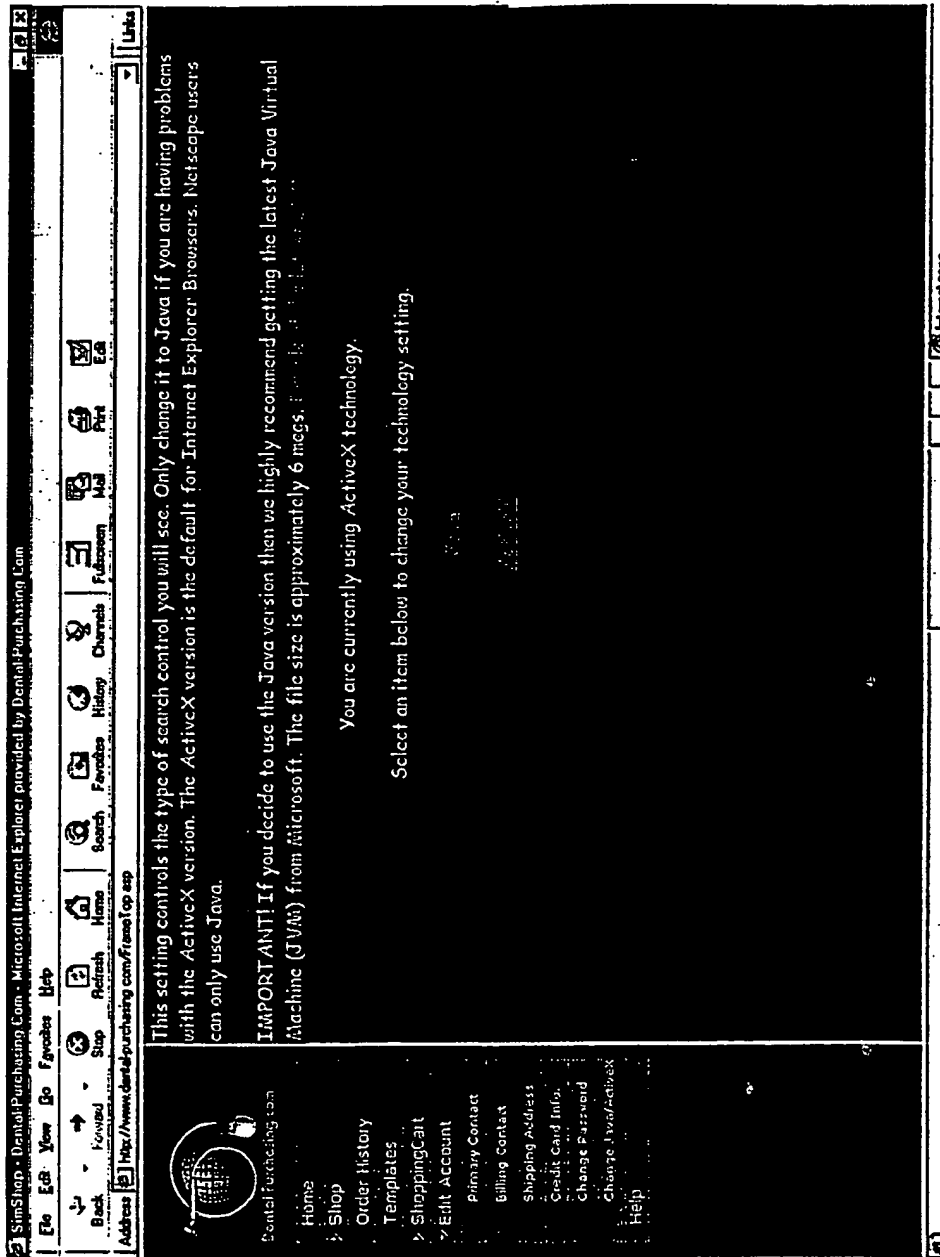 SimShop - Dental-Purchasing.Com - Microsoft Internet Explorer provided by Dental-Purchasing.Com
File Edit View Go Favorites Help
Back Forward Stop Refresh Home Search Favorites History Channels Fullscreen Mail Print Edit
Address http://www.dental-purchasing.com/FrameTop.asp Links
Dental-Purchasing.com
Home
Shop
Order History
Templates
ShoppingCart
Edit Account
Primary Contact
Billing Contact
Shipping Address
Credit Card Info.
Change Password
Change Java/ActiveX
Help
This setting controls the type of search control you will see. Only change it to Java if you are having problems
with the ActiveX version. The ActiveX version is the default for Internet Explorer Browsers. Netscape users
can only use Java.
IMPORTANT! If you decide to use the Java version then we highly recommend getting the latest Java Virtual
Machine (JVM) from Microsoft. The file size is approximately 6 megs.
You are currently using ActiveX technology.
Select an item below to change your technology setting.
Java